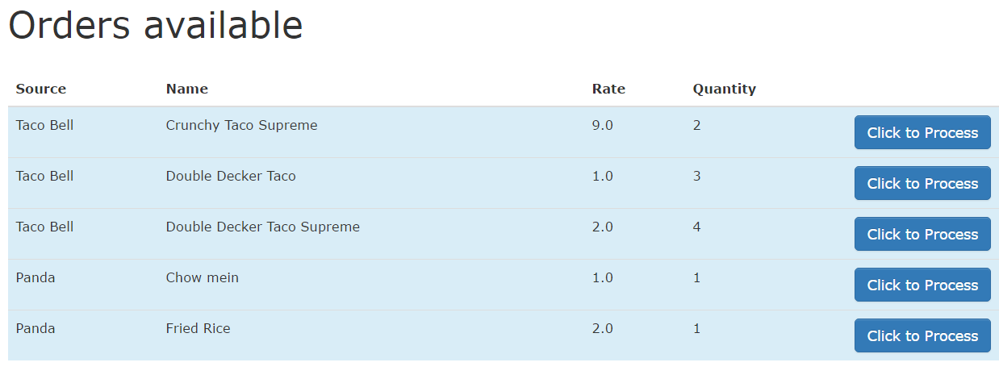 Orders available
Source Name Rate Quantity
Taco Bell Crunchy Taco Supreme 9.0 2 Click to Process
Taco Bell Double Decker Taco 1.0 3 Click to Process
Taco Bell Double Decker Taco Supreme 2.0 4 Click to Process
Panda Chow mein 1.0 1 Click to Process
Panda Fried Rice 2.0 1 Click to Process